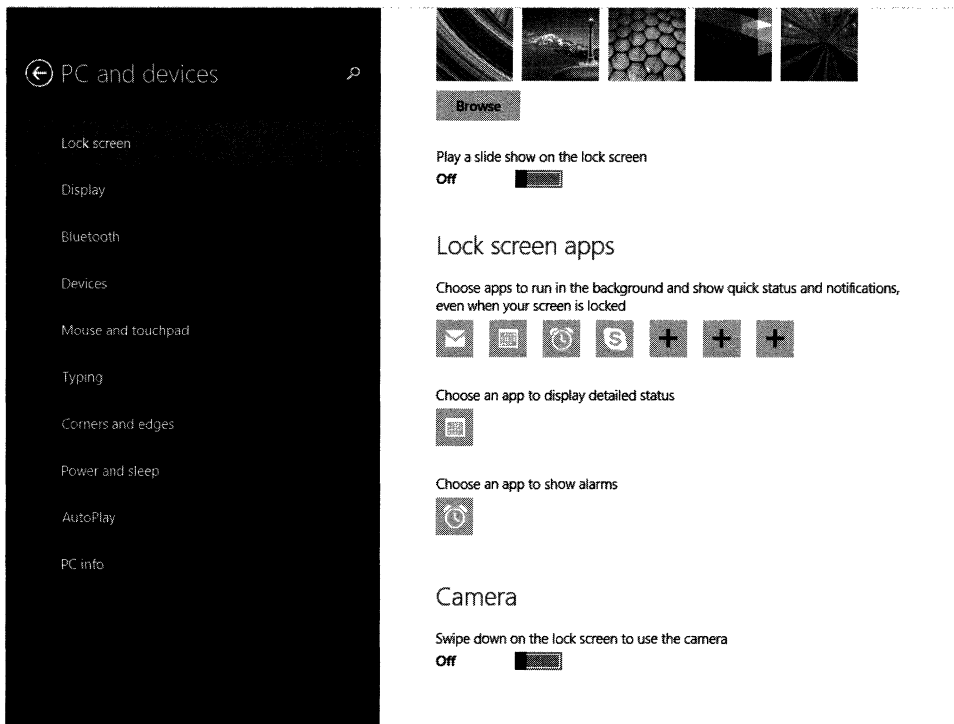 PC and devices
Lock screen
Display
Bluetooth
Devices
Mouse and touchpad
Typing
Corners and edges
Power and sleep
AutoPlay
PC info
Browse
Play a slide show on the lock screen
Off
Lock screen apps
Choose apps to run in the background and show quick status and notifications,
even when your screen is locked
Choose an app to display detailed status
Choose an app to show alarms
Camera
Swipe down on the lock screen to use the camera
Off